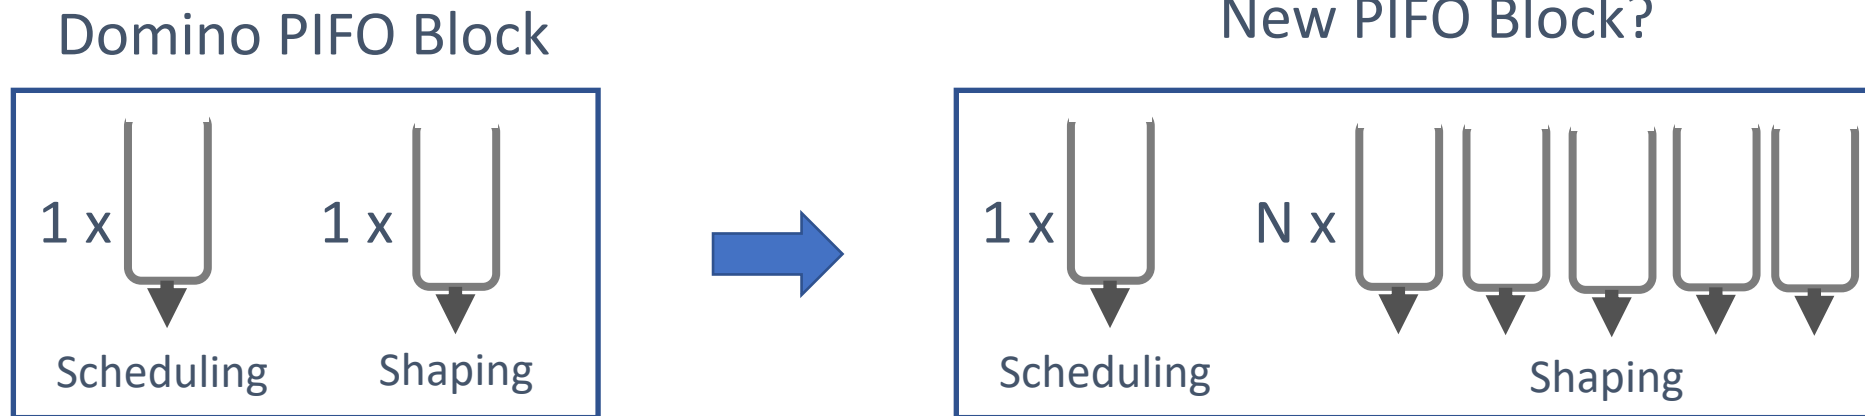 Domino PIFO Block
New PIFO Block?
1 x
1 x
1 x
N x
Scheduling
Shaping
Scheduling
Shaping